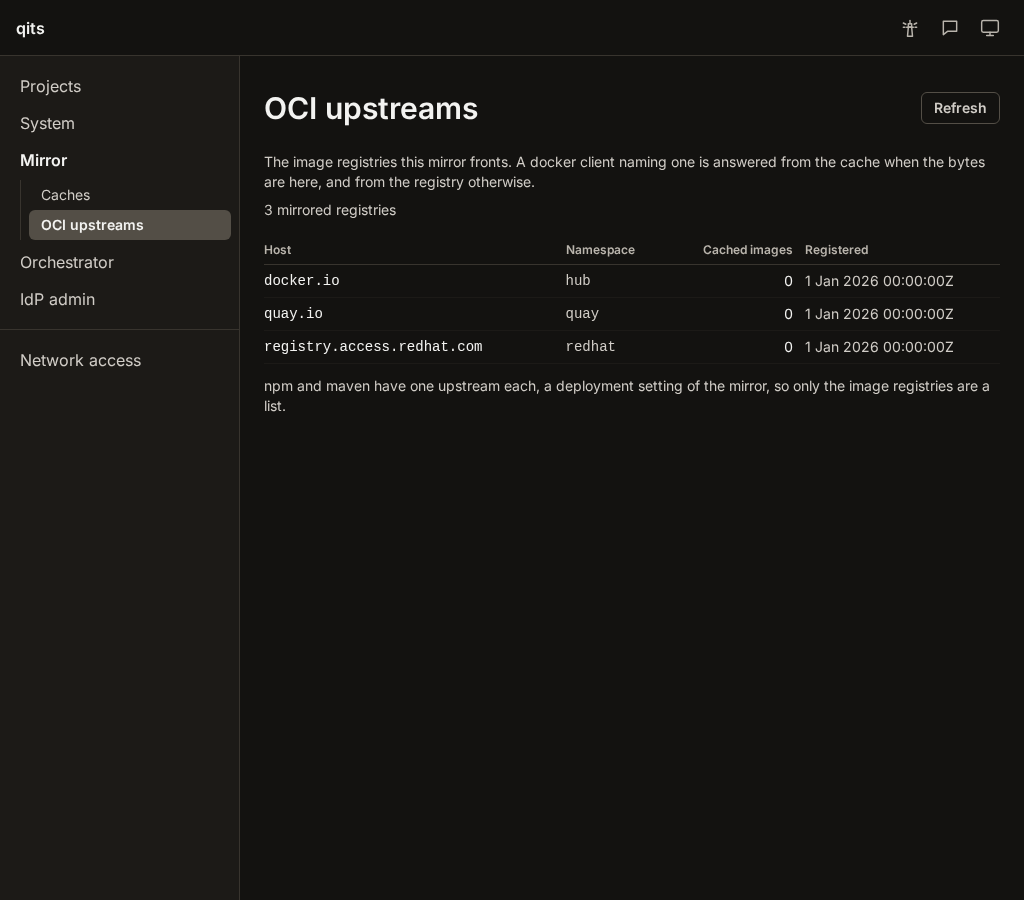 qits
Projects
System
Mirror
Caches
OCI upstreams
Orchestrator
IdP admin
Network access
OCI upstreams
Refresh
The image registries this mirror fronts. A docker client naming one is answered from the cache when the bytes
are here, and from the registry otherwise.
3 mirrored registries
Host Namespace Cached images Registered
docker.io hub 0 1 Jan 2026 00:00:00Z
quay.io quay 0 1 Jan 2026 00:00:00Z
registry.access.redhat.com redhat 0 1 Jan 2026 00:00:00Z
npm and maven have one upstream each, a deployment setting of the mirror, so only the image registries are a
list.